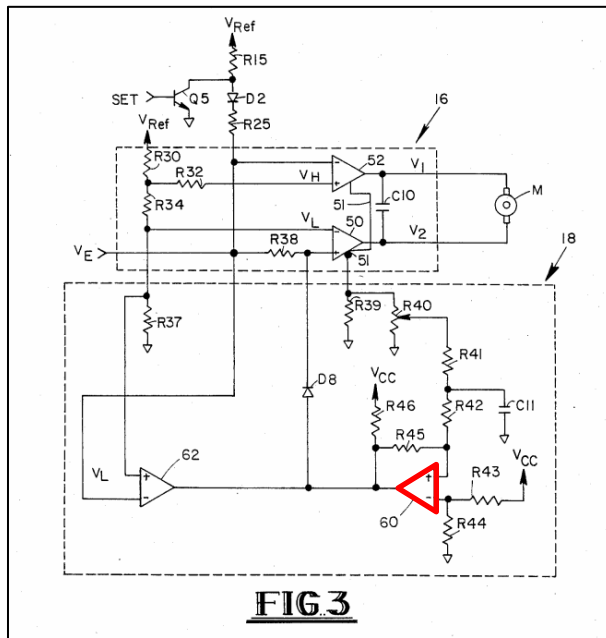 VRef
R15
SET
Q5
D2
VRef
R25
16
R30
R32
VH
52
V1
R34
51
C10
M
VL
50
V2
VE
R38
51
18
R37
R39
R40
R41
VCC
D8
R46
R42
C11
R45
VCC
62
VL
+
-
+
-
R43
60
R44
FIG. 3